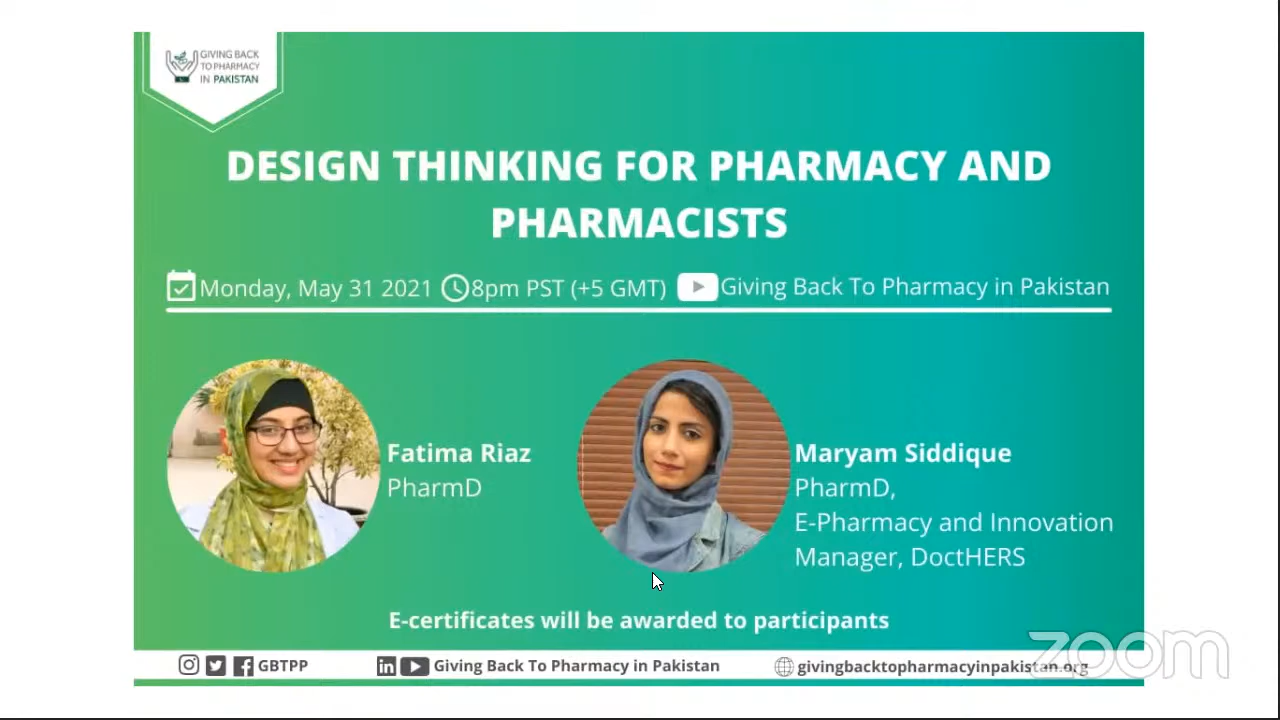 GIVING BACK
TO PHARMACY
IN PAKISTAN
DESIGN THINKING FOR PHARMACY AND
PHARMACISTS
Monday, May 31 2021 8pm PST (+5 GMT) Giving Back To Pharmacy in Pakistan
Fatima Riaz
PharmD
Maryam Siddique
PharmD,
E-Pharmacy and Innovation
Manager, DoctHERS
E-certificates will be awarded to participants
GBTPP
Giving Back To Pharmacy in Pakistan
givingbacktopharmacyinpakistan.org
zoom